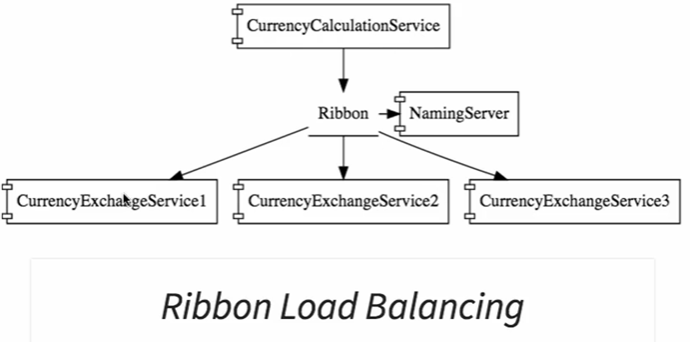 CurrencyCalculationService
Ribbon
NamingServer
CurrencyExchangeService1
CurrencyExchangeService2
CurrencyExchangeService3
Ribbon Load Balancing